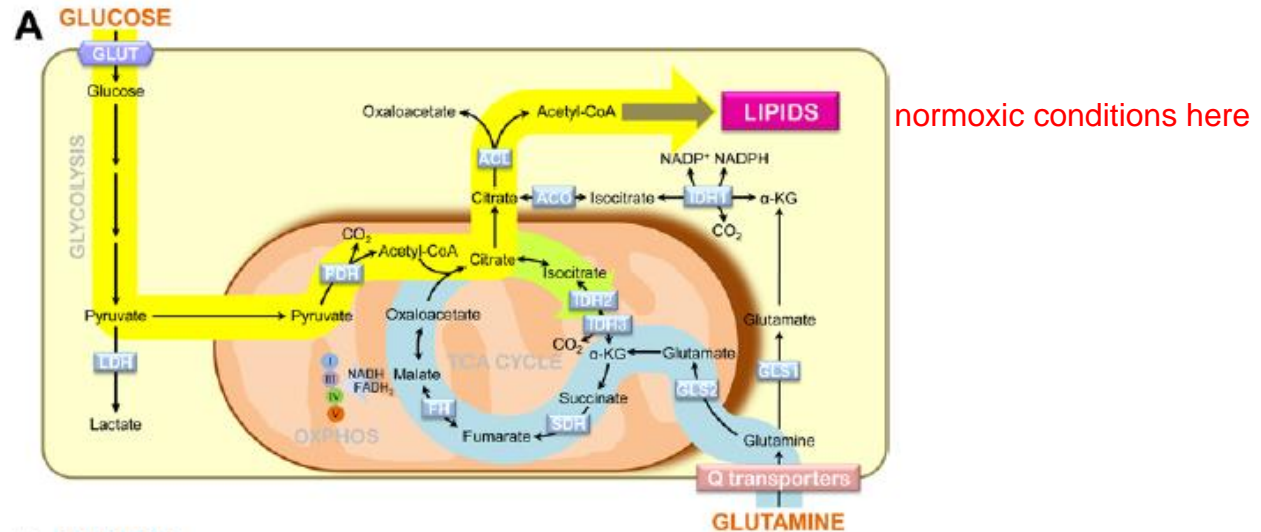 A
GLUCOSE
GLUT
Glucose
GLYCOLYSIS
Oxaloacetate
Acetyl-CoA
LIPIDS
normoxic conditions here
ACL
NADP+ NADPH
Citrate
ACO
Isocitrate
IDH1
α-KG
CO2
CO2
Acetyl-CoA
PDH
Citrate
Isocitrate
IDH2
Pyruvate
Pyruvate
Oxaloacetate
IDH3
Glutamate
CO2
α-KG
Glutamate
TCA CYCLE
LDH
I
III
IV
V
NADH
FADH2
Malate
GLS2
GLS1
Succinate
FH
SDH
Lactate
OXPHOS
Fumarate
Glutamine
Q transporters
GLUTAMINE